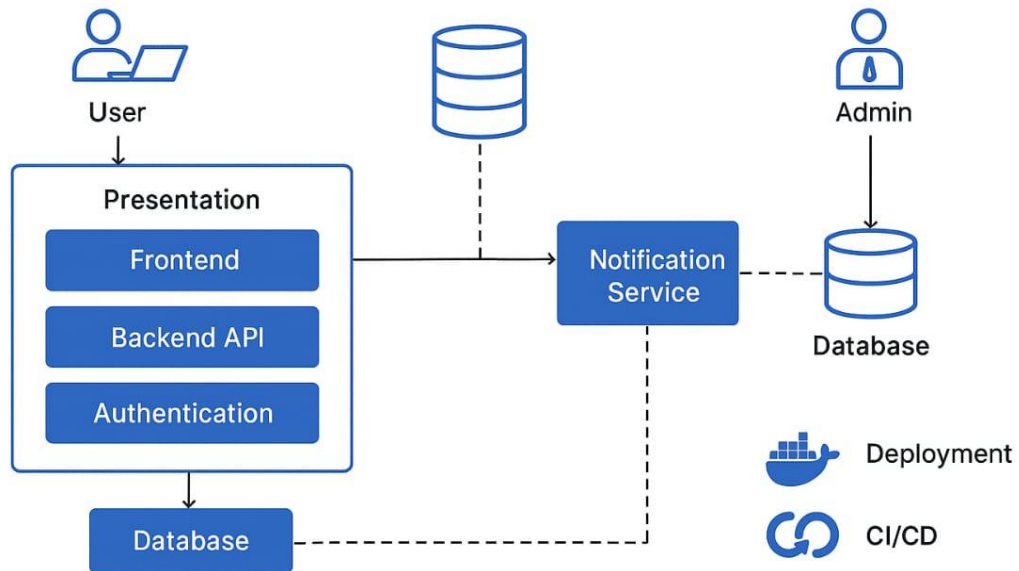 User
Admin
Presentation
Frontend
Backend API
Authentication
Notification
Service
Database
Deployment
CI/CD
Database